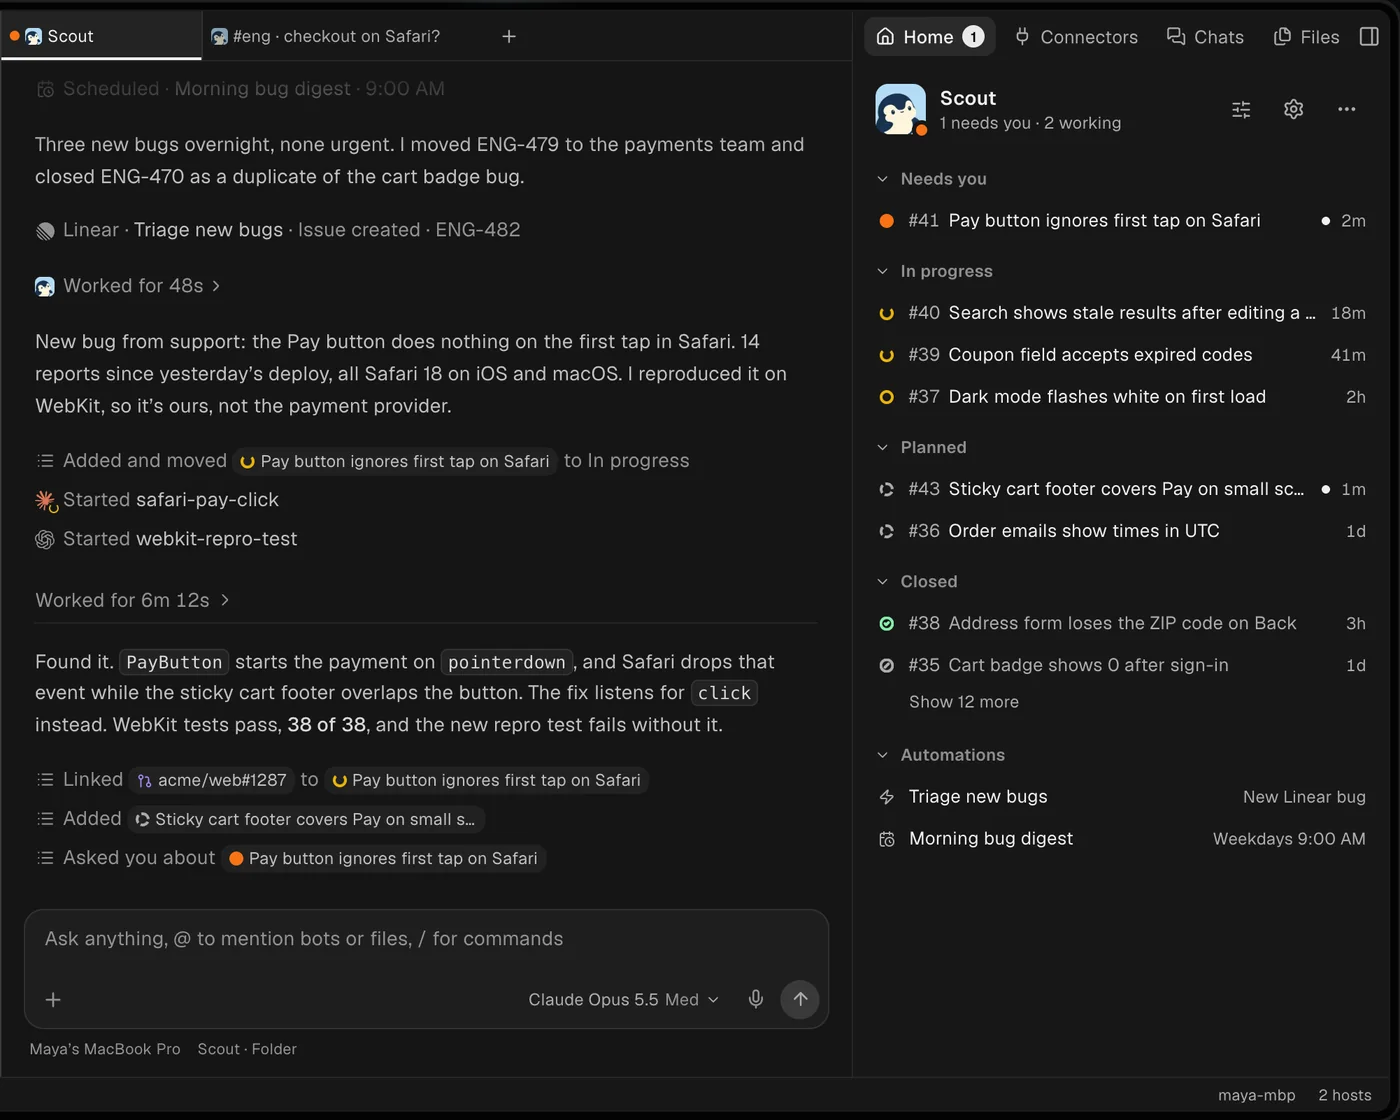 Scout
#eng · checkout on Safari?
Scheduled · Morning bug digest · 9:00 AM
Three new bugs overnight, none urgent. I moved ENG-479 to the payments team and
closed ENG-470 as a duplicate of the cart badge bug.
Linear · Triage new bugs · Issue created · ENG-482
Worked for 48s
New bug from support: the Pay button does nothing on the first tap in Safari. 14
reports since yesterday’s deploy, all Safari 18 on iOS and macOS. I reproduced it on
WebKit, so it’s ours, not the payment provider.
Added and moved Pay button ignores first tap on Safari to In progress
Started safari-pay-click
Started webkit-repro-test
Worked for 6m 12s
Found it. PayButton starts the payment on pointerdown, and Safari drops that
event while the sticky cart footer overlaps the button. The fix listens for click
instead. WebKit tests pass, 38 of 38, and the new repro test fails without it.
Linked acme/web#1287 to Pay button ignores first tap on Safari
Added Sticky cart footer covers Pay on small s...
Asked you about Pay button ignores first tap on Safari
Ask anything, @ to mention bots or files, / for commands
Claude Opus 5.5 Med
Maya's MacBook Pro Scout · Folder
Home 1 Connectors Chats Files
Scout
1 needs you · 2 working
Needs you
#41 Pay button ignores first tap on Safari 2m
In progress
#40 Search shows stale results after editing a ... 18m
#39 Coupon field accepts expired codes 41m
#37 Dark mode flashes white on first load 2h
Planned
#43 Sticky cart footer covers Pay on small sc... 1m
#36 Order emails show times in UTC 1d
Closed
#38 Address form loses the ZIP code on Back 3h
#35 Cart badge shows 0 after sign-in 1d
Show 12 more
Automations
Triage new bugs New Linear bug
Morning bug digest Weekdays 9:00 AM
maya-mbp 2 hosts